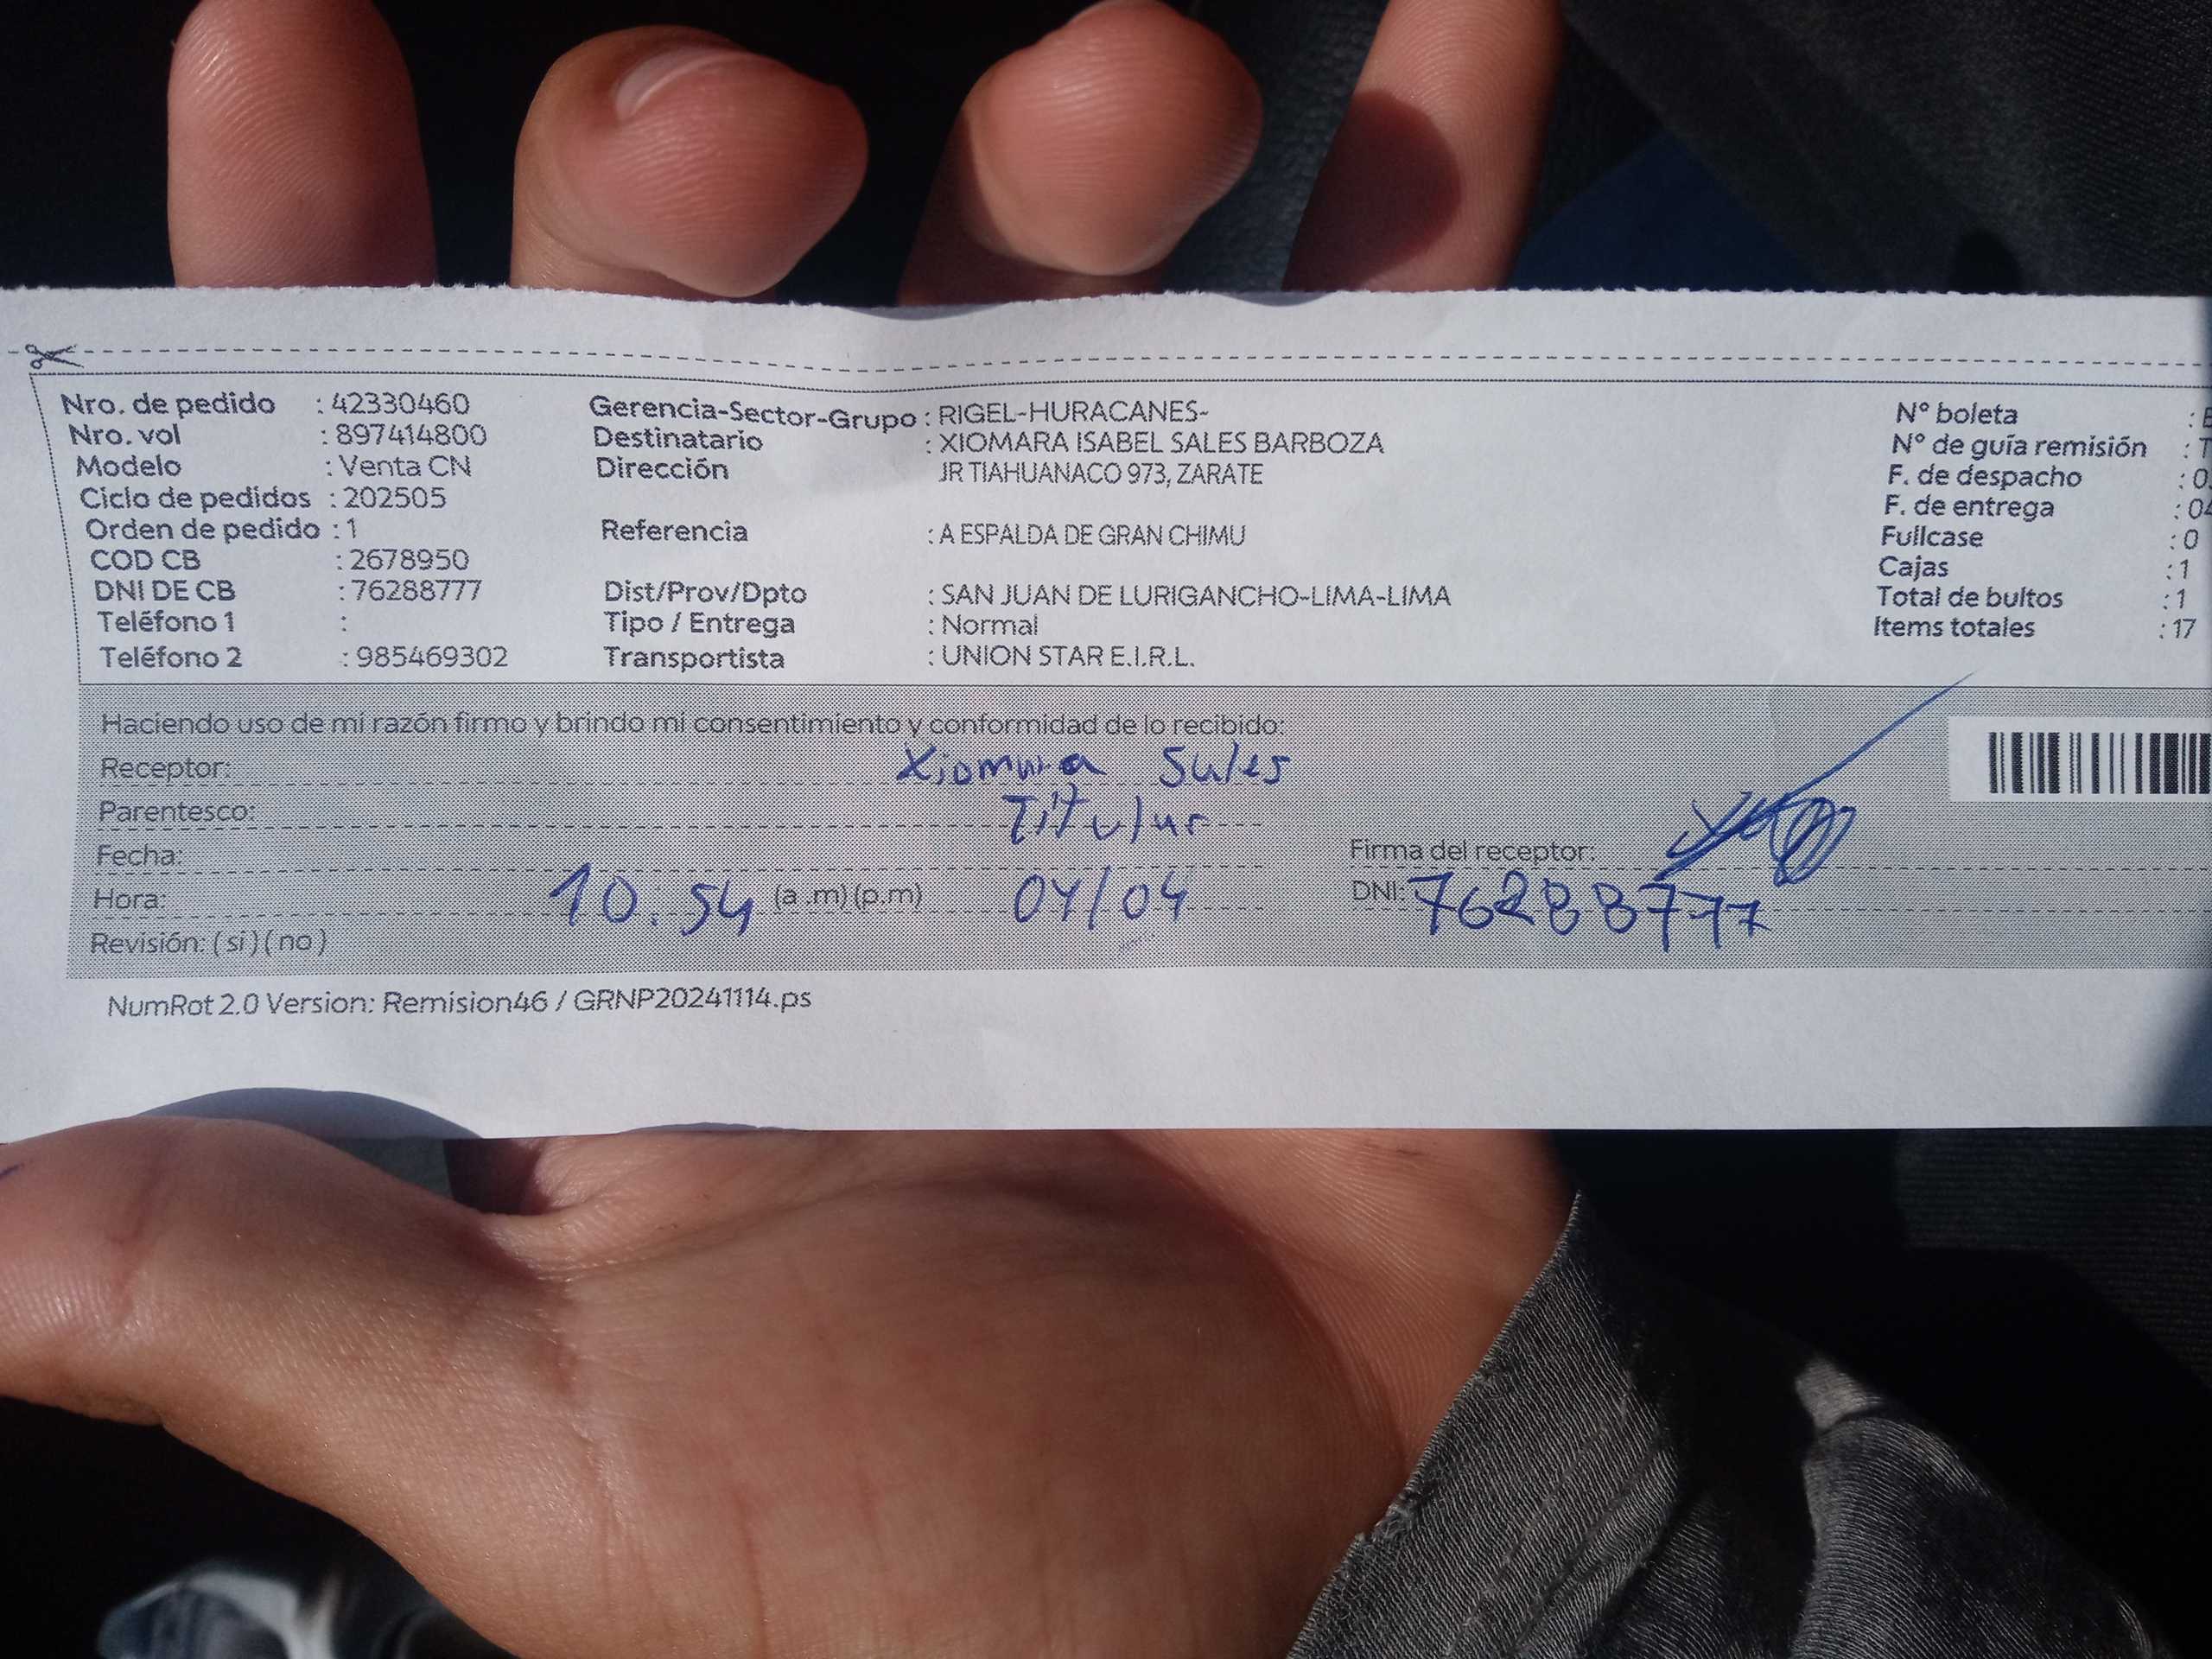 Nro. de pedido : 42330460
Nro. vol : 897414800
Modelo : Venta CN
Ciclo de pedidos : 202505
Orden de pedido : 1
COD CB : 2678950
DNI DE CB : 76288777
Teléfono 1 :
Teléfono 2 : 985469302
Gerencia-Sector-Grupo : RIGEL-HURACANES-
Destinatario : XIOMARA ISABEL SALES BARBOZA
Dirección JR TIAHUANACO 973, ZARATE
Referencia : A ESPALDA DE GRAN CHIMU
Dist/Prov/Dpto : SAN JUAN DE LURIGANCHO-LIMA-LIMA
Tipo / Entrega : Normal
Transportista : UNION STAR E.I.R.L.
N° boleta :
N° de guía remisión : T
F. de despacho : 0
F. de entrega : 04
Fullcase : 0
Cajas : 1
Total de bultos : 1
Items totales : 17
Haciendo uso de mi razón firmo y brindo mi consentimiento y conformidad de lo recibido:
Receptor: Xiomara Sales
Parentesco: Titular
Fecha:
Firma del receptor:
Hora: 10.54 (a .m) (p.m) 04/04
DNI: 76288777
Revisión: ( si ) ( no )
NumRot 2.0 Version: Remision46 / GRNP20241114.ps